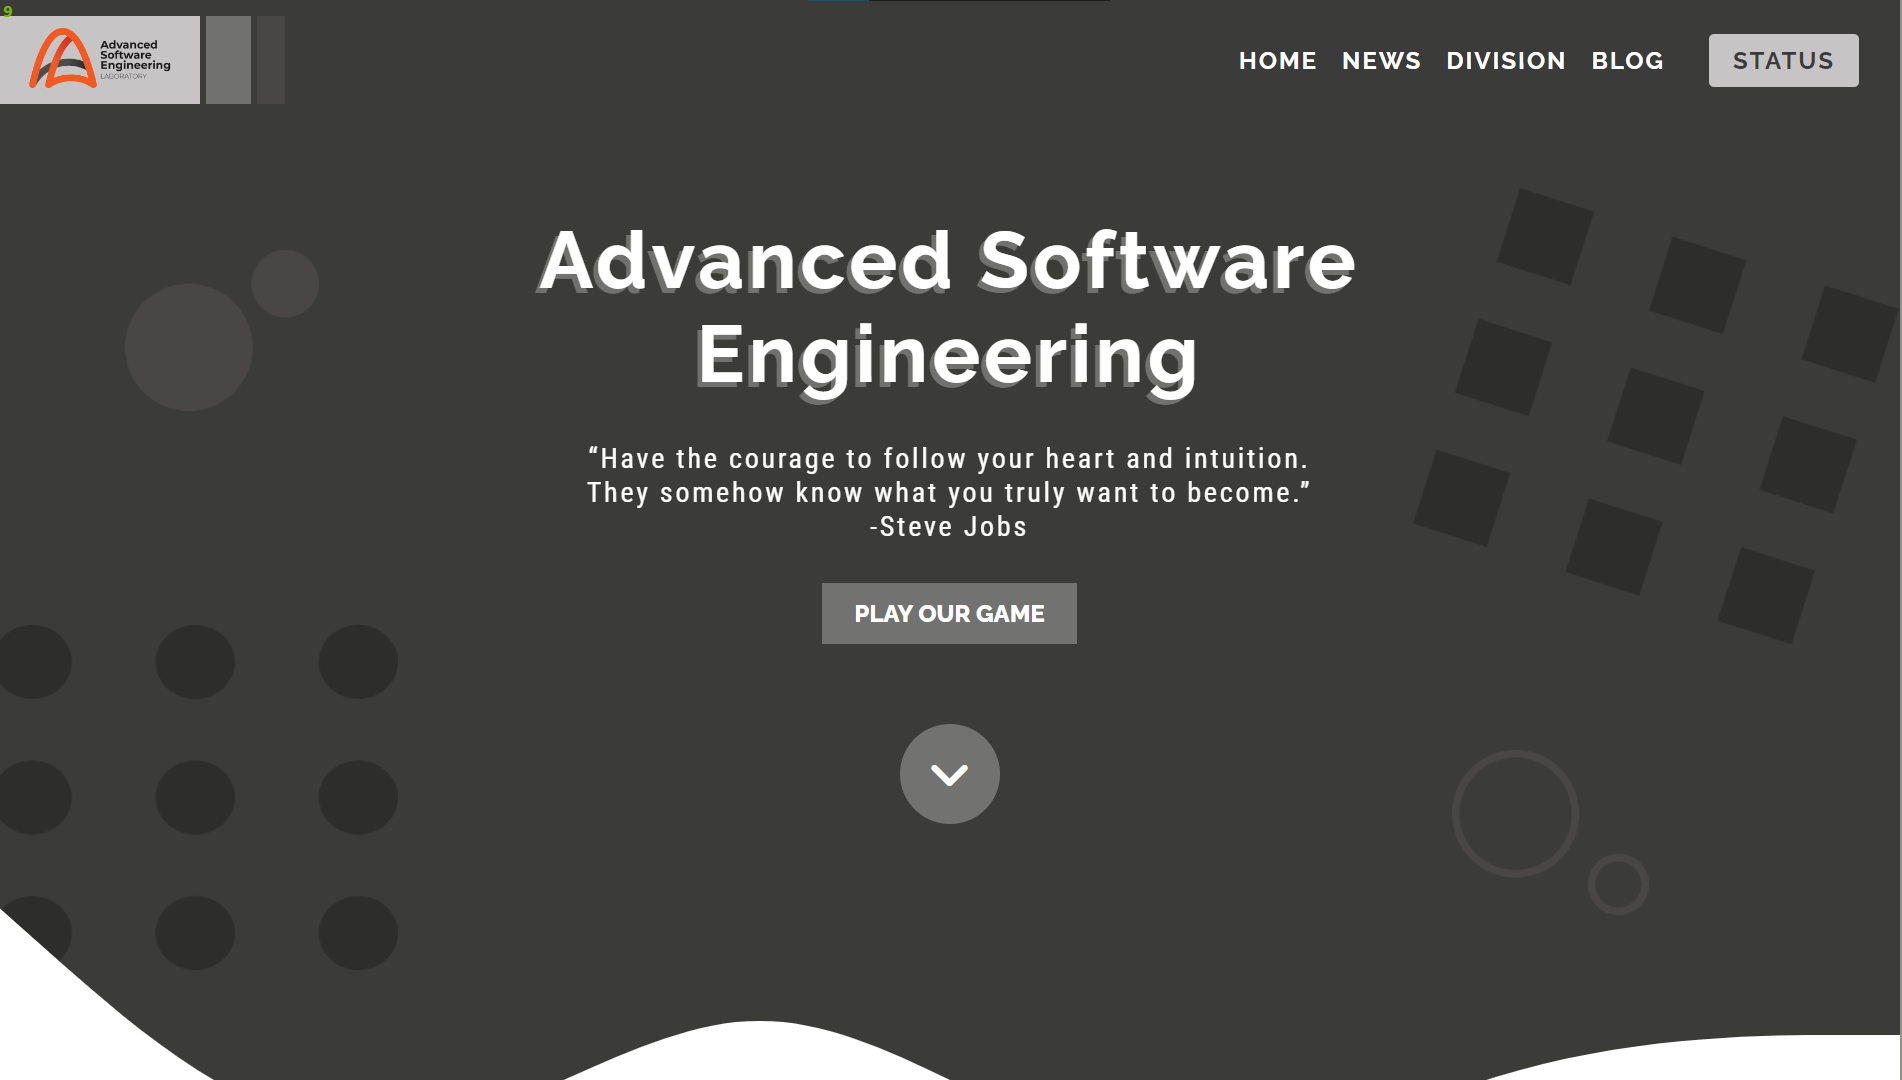 9
Advanced
Software
Engineering
LABORATORY
HOME NEWS DIVISION BLOG STATUS
Advanced Software
Engineering
“Have the courage to follow your heart and intuition.
They somehow know what you truly want to become.”
-Steve Jobs
PLAY OUR GAME